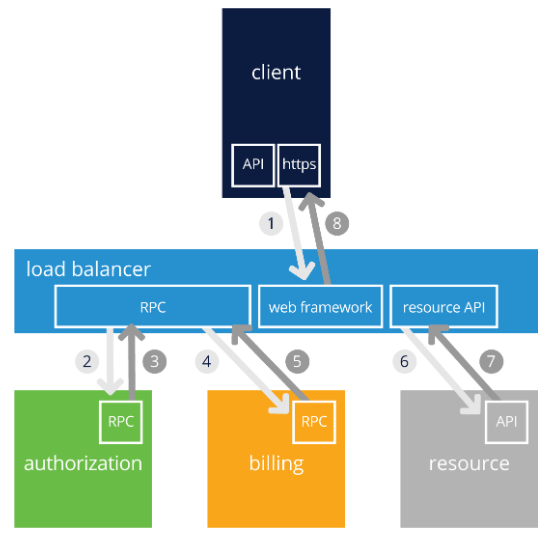 client
API https
1 8
load balancer
RPC web framework resource API
2 3 4 5 6 7
RPC RPC API
authorization billing resource